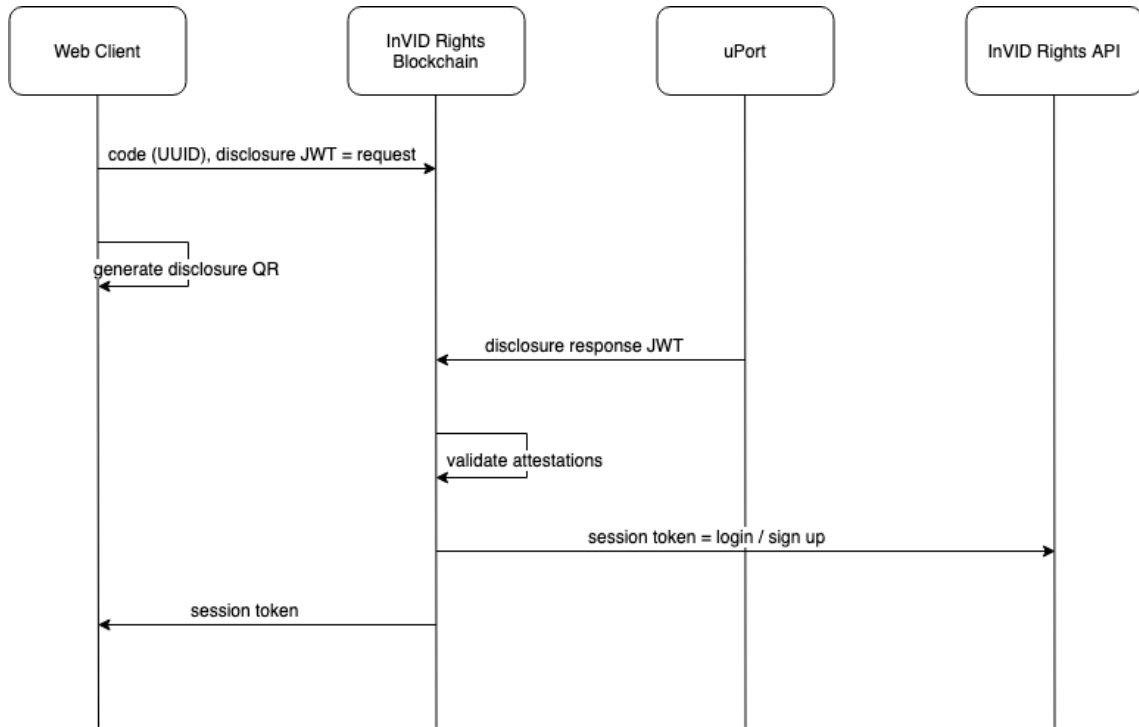 Web Client
InVID Rights
Blockchain
uPort
InVID Rights API
code (UUID), disclosure JWT = request
generate disclosure QR
disclosure response JWT
validate attestations
session token = login / sign up
session token